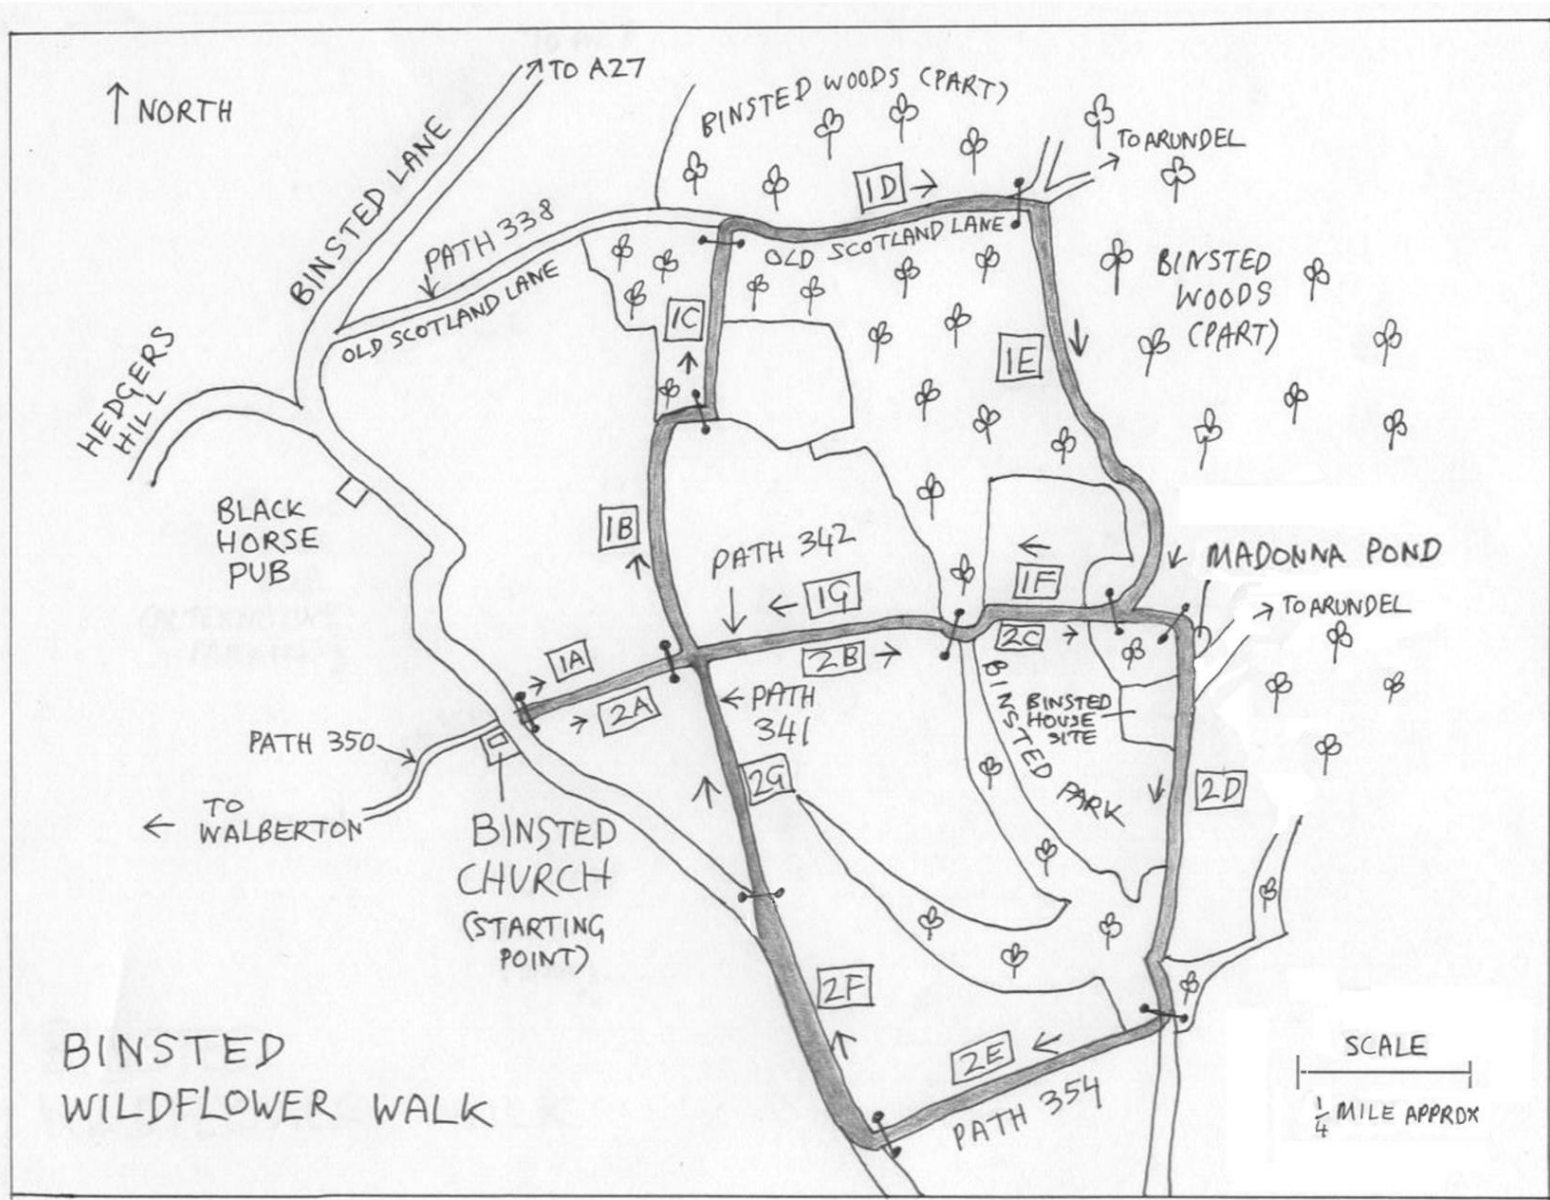 ↑ NORTH
TO A27
BINSTED WOODS (PART)
TO ARUNDEL
BINSTED LANE
PATH 338
OLD SCOTLAND LANE
1D →
OLD SCOTLAND LANE
BINSTED
WOODS
(PART)
HEDGERS
HILL
1C
↑
1E
↓
BLACK
HORSE
PUB
1B
↑
PATH 342
↓
← 1G
←
1F
↙ MADONNA POND
→ TO ARUNDEL
→ 1A
→ 2A
2B →
2C →
← PATH
341
BINSTED PARK
BINSTED
HOUSE
SITE
PATH 350
← TO
WALBERTON
BINSTED
CHURCH
(STARTING
POINT)
2G
↑
↓ 2D
2F
↑
2E ←
PATH 354
BINSTED
WILDFLOWER WALK
SCALE
1/4 MILE APPROX